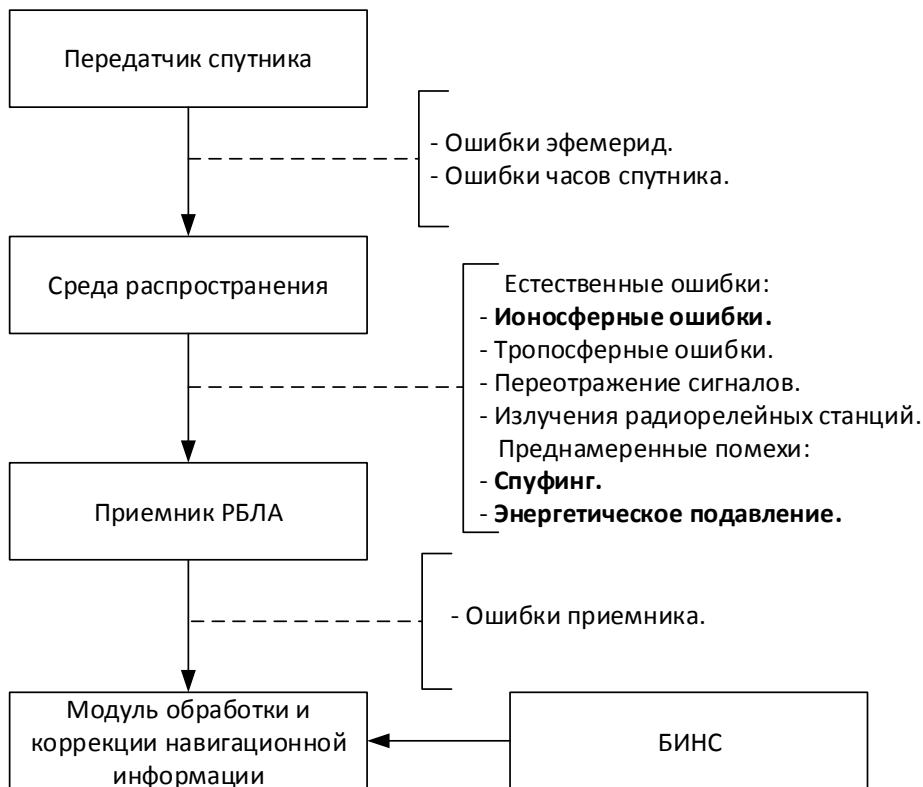 Передатчик спутника
- Ошибки эфемерид.
- Ошибки часов спутника.
Среда распространения
Естественные ошибки:
- Ионосферные ошибки.
- Тропосферные ошибки.
- Переотражение сигналов.
- Излучения радиорелейных станций.
Преднамеренные помехи:
- Спуфинг.
- Энергетическое подавление.
Приемник РБЛА
- Ошибки приемника.
Модуль обработки и
коррекции навигационной
информации
БИНС